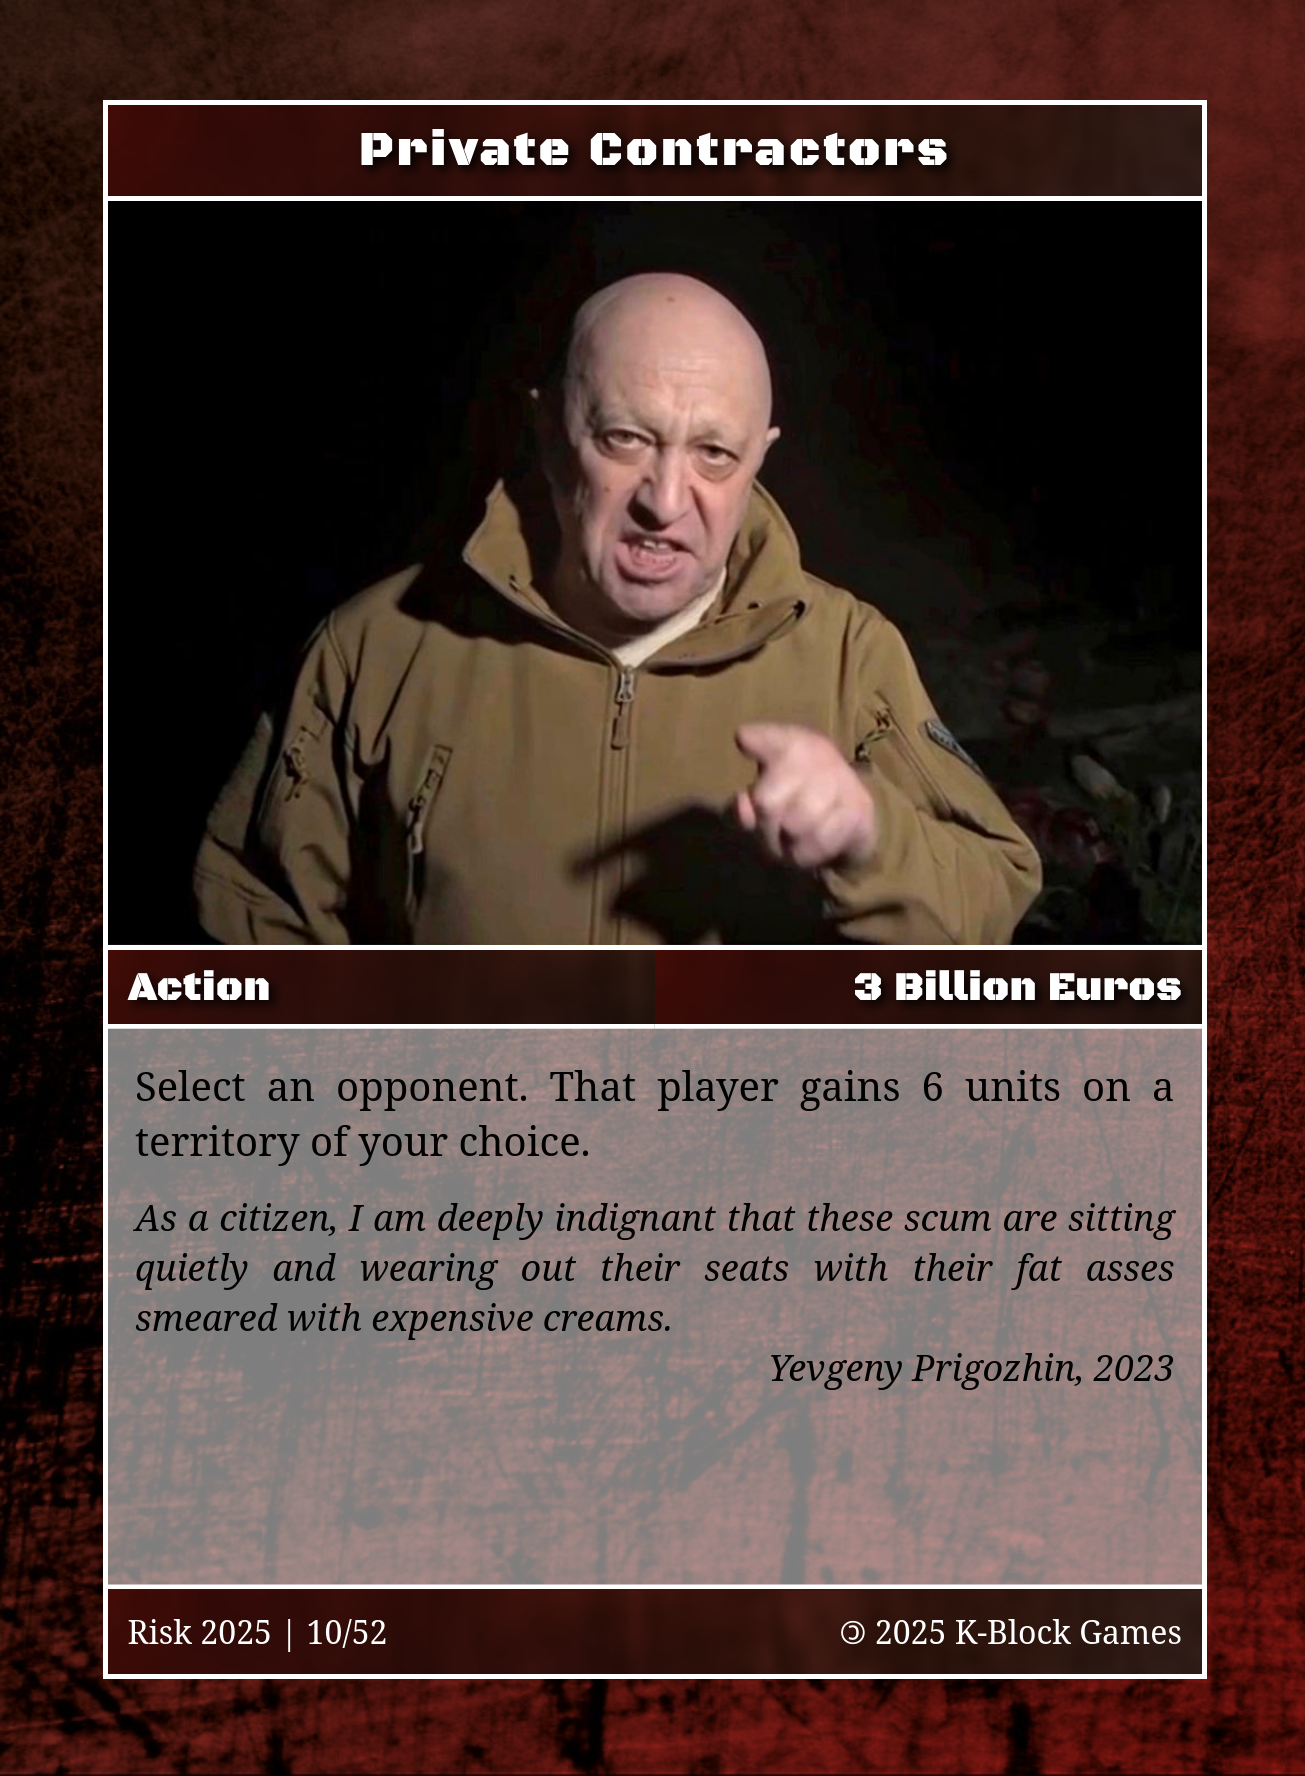 Private Contractors
Action
3 Billion Euros
Select an opponent. That player gains 6 units on a
territory of your choice.
As a citizen, I am deeply indignant that these scum are sitting
quietly and wearing out their seats with their fat asses
smeared with expensive creams.
Yevgeny Prigozhin, 2023
Risk 2025 | 10/52
🄯 2025 K-Block Games